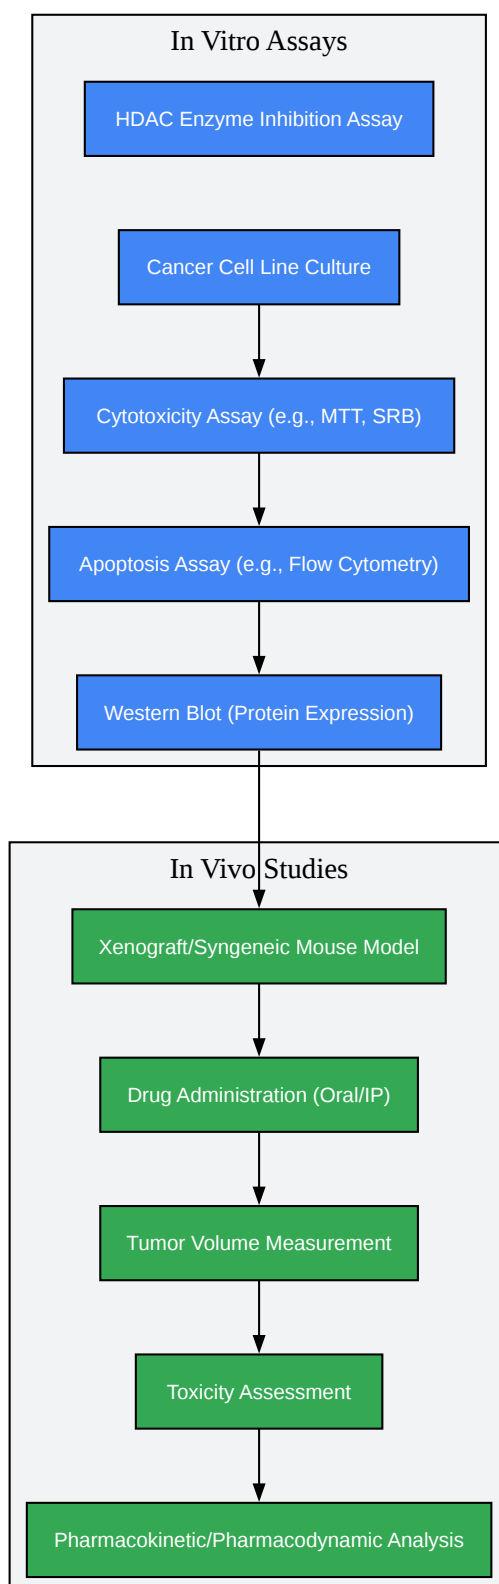 In Vitro Assays
HDAC Enzyme Inhibition Assay
Cancer Cell Line Culture
Cytotoxicity Assay (e.g., MTT, SRB)
Apoptosis Assay (e.g., Flow Cytometry)
Western Blot (Protein Expression)
In Vivo Studies
Xenograft/Syngeneic Mouse Model
Drug Administration (Oral/IP)
Tumor Volume Measurement
Toxicity Assessment
Pharmacokinetic/Pharmacodynamic Analysis